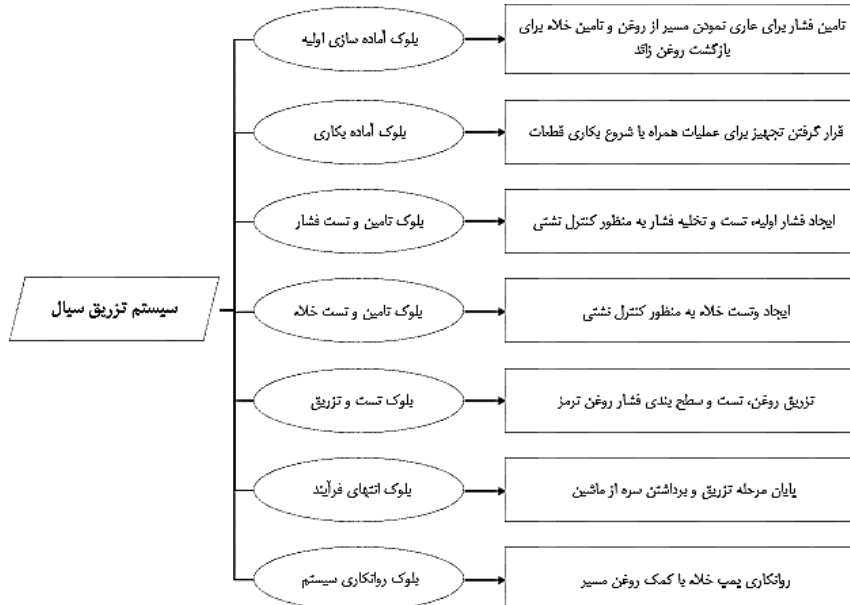 تامین فشار برای عاری نمودن مسیر از روغن و تامین خلاء برای
بازگشت روغن زائد
بلوک آماده سازی اولیه
قرار گرفتن تجهیز برای عملیات همراه با شروع بکاری قطعات
بلوک آماده بکاری
ایجاد فشار اولیه، تست و تخلیه فشار به منظور کنترل نشتی
بلوک تامین و تست فشار
سیستم تزریق سیال
ایجاد وتست خلاء به منظور کنترل نشتی
بلوک تامین و تست خلاء
تزریق روغن، تست و سطح بندی فشار روغن ترمز
بلوک تست و تزریق
پایان مرحله تزریق و برداشتن سره از ماشین
بلوک انتهای فرآیند
روانکاری پمپ خلاء با کمک روغن مسیر
بلوک روانکاری سیستم